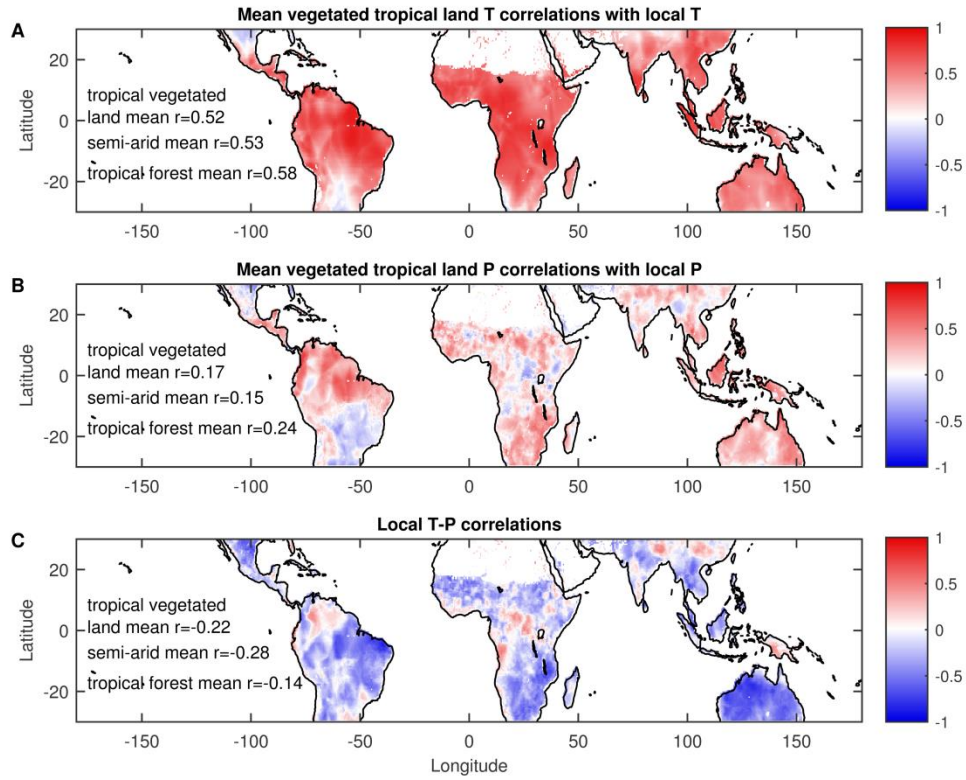 Mean vegetated tropical land T correlations with local T
A
Latitude
20
0
-20
tropical vegetated
land mean r=0.52
semi-arid mean r=0.53
tropical forest mean r=0.58
-150 -100 -50 0 50 100 150
1
0.5
0
-0.5
-1
Mean vegetated tropical land P correlations with local P
B
Latitude
20
0
-20
tropical vegetated
land mean r=0.17
semi-arid mean r=0.15
tropical forest mean r=0.24
-150 -100 -50 0 50 100 150
1
0.5
0
-0.5
-1
Local T-P correlations
C
Latitude
20
0
-20
tropical vegetated
land mean r=-0.22
semi-arid mean r=-0.28
tropical forest mean r=-0.14
-150 -100 -50 0 50 100 150
Longitude
1
0.5
0
-0.5
-1